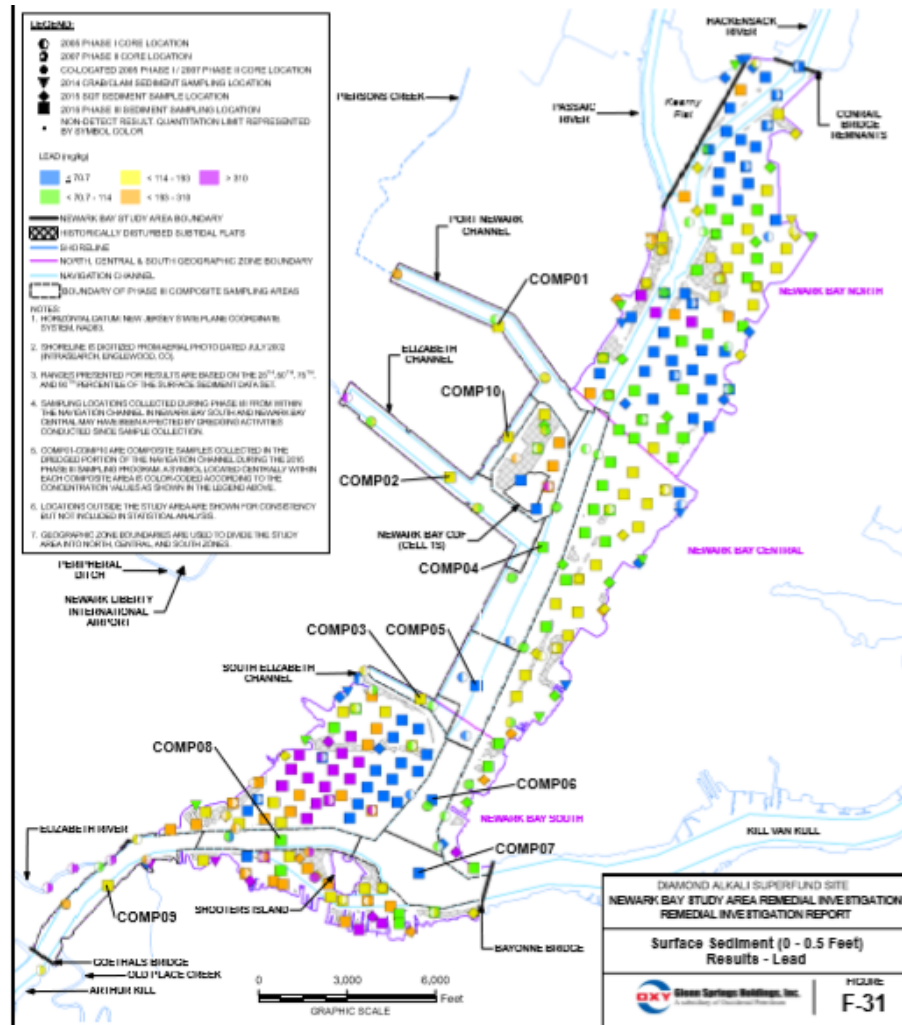 LEGEND:
2005 PHASE I CORE LOCATION
2007 PHASE II CORE LOCATION
CO-LOCATED 2005 PHASE I / 2007 PHASE II CORE LOCATION
2014 CRAB/CLAM SEDIMENT SAMPLING LOCATION
2015 SQT SEDIMENT SAMPLE LOCATION
2016 PHASE III SEDIMENT SAMPLING LOCATION
NON-DETECT RESULT. QUANTITATION LIMIT REPRESENTED
BY SYMBOL COLOR
LEAD (mg/kg)
≤ 70.7
< 114 - 193
> 310
< 70.7 - 114
< 193 - 310
NEWARK BAY STUDY AREA BOUNDARY
HISTORICALLY DISTURBED SUBTIDAL FLATS
SHORELINE
NORTH, CENTRAL & SOUTH GEOGRAPHIC ZONE BOUNDARY
NAVIGATION CHANNEL
BOUNDARY OF PHASE III COMPOSITE SAMPLING AREAS
NOTES:
1. HORIZONTAL DATUM: NEW JERSEY STATE PLANE COORDINATE
SYSTEM, NAD83.
2. SHORELINE IS DIGITIZED FROM AERIAL PHOTO DATED JULY 2002
(INTRASEARCH, ENGLEWOOD, CO).
3. RANGES PRESENTED FOR RESULTS ARE BASED ON THE 25TH, 50TH, 75TH,
AND 90TH PERCENTILE OF THE SURFACE SEDIMENT DATA SET.
4. SAMPLING LOCATIONS COLLECTED DURING PHASE III FROM WITHIN
THE NAVIGATION CHANNEL IN NEWARK BAY SOUTH AND NEWARK BAY
CENTRAL MAY HAVE BEEN AFFECTED BY DREDGING ACTIVITIES
CONDUCTED SINCE SAMPLE COLLECTION.
5. COMP01-COMP10 ARE COMPOSITE SAMPLES COLLECTED IN THE
DREDGED PORTION OF THE NAVIGATION CHANNEL DURING THE
PHASE III SAMPLING PROGRAM. A SYMBOL LOCATED CENTRALLY WITHIN
EACH COMPOSITE AREA IS COLOR-CODED ACCORDING TO THE
CONCENTRATION VALUES AS SHOWN IN THE LEGEND ABOVE.
6. LOCATIONS OUTSIDE THE STUDY AREA ARE SHOWN FOR CONSISTENCY
BUT NOT INCLUDED IN STATISTICAL ANALYSIS.
7. GEOGRAPHIC ZONE BOUNDARIES ARE USED TO DIVIDE THE STUDY
AREA INTO NORTH, CENTRAL, AND SOUTH ZONES.
HACKENSACK
RIVER
PIERSONS CREEK
PASSAIC
RIVER
Kearny
Flat
CONRAIL
BRIDGE
REMNANTS
PORT NEWARK
CHANNEL
COMP01
NEWARK BAY NORTH
ELIZABETH
CHANNEL
COMP10
COMP02
NEWARK BAY CDF
(CELL 1S)
COMP04
NEWARK BAY CENTRAL
PERIPHERAL
DITCH
NEWARK LIBERTY
INTERNATIONAL
AIRPORT
COMP03
COMP05
SOUTH ELIZABETH
CHANNEL
COMP08
COMP06
NEWARK BAY SOUTH
ELIZABETH RIVER
KILL VAN KULL
COMP07
COMP09
SHOOTERS ISLAND
BAYONNE BRIDGE
GOETHALS BRIDGE
OLD PLACE CREEK
ARTHUR KILL
0 3,000 6,000
Feet
GRAPHIC SCALE
DIAMOND ALKALI SUPERFUND SITE
NEWARK BAY STUDY AREA REMEDIAL INVESTIGATION
REMEDIAL INVESTIGATION REPORT
Surface Sediment (0 - 0.5 Feet)
Results - Lead
OXY
Glenn Springs Holdings, Inc.
A subsidiary of Occidental Petroleum
FIGURE
F-31